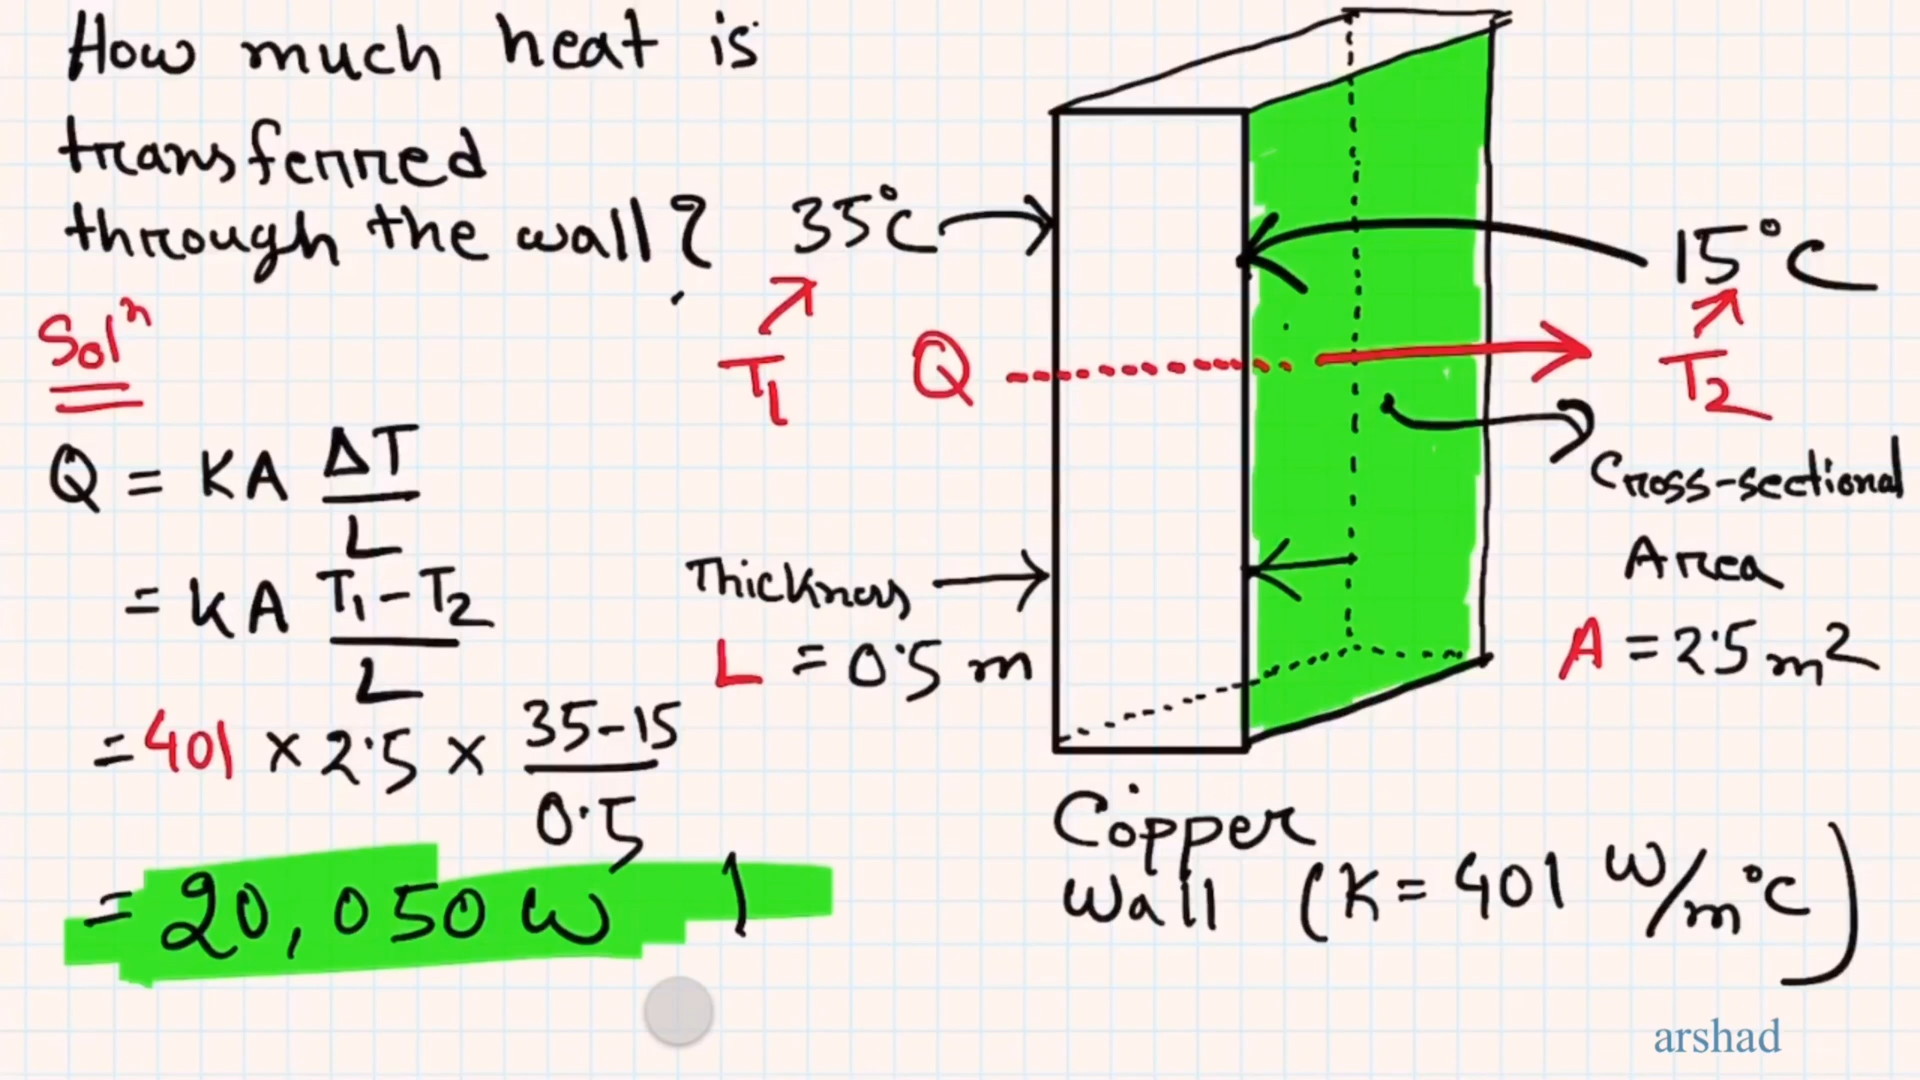 How much heat is
transferred
through the wall?
Solⁿ
Q = KA ΔT/L
= KA T₁-T₂/L
= 401 × 2.5 × 35-15/0.5
= 20,050 W
35°C
T₁
Q
15°C
T₂
Thickness
L = 0.5 m
Cross-sectional
Area
A = 2.5 m²
Copper
Wall (K = 401 W/m°C)
arshad